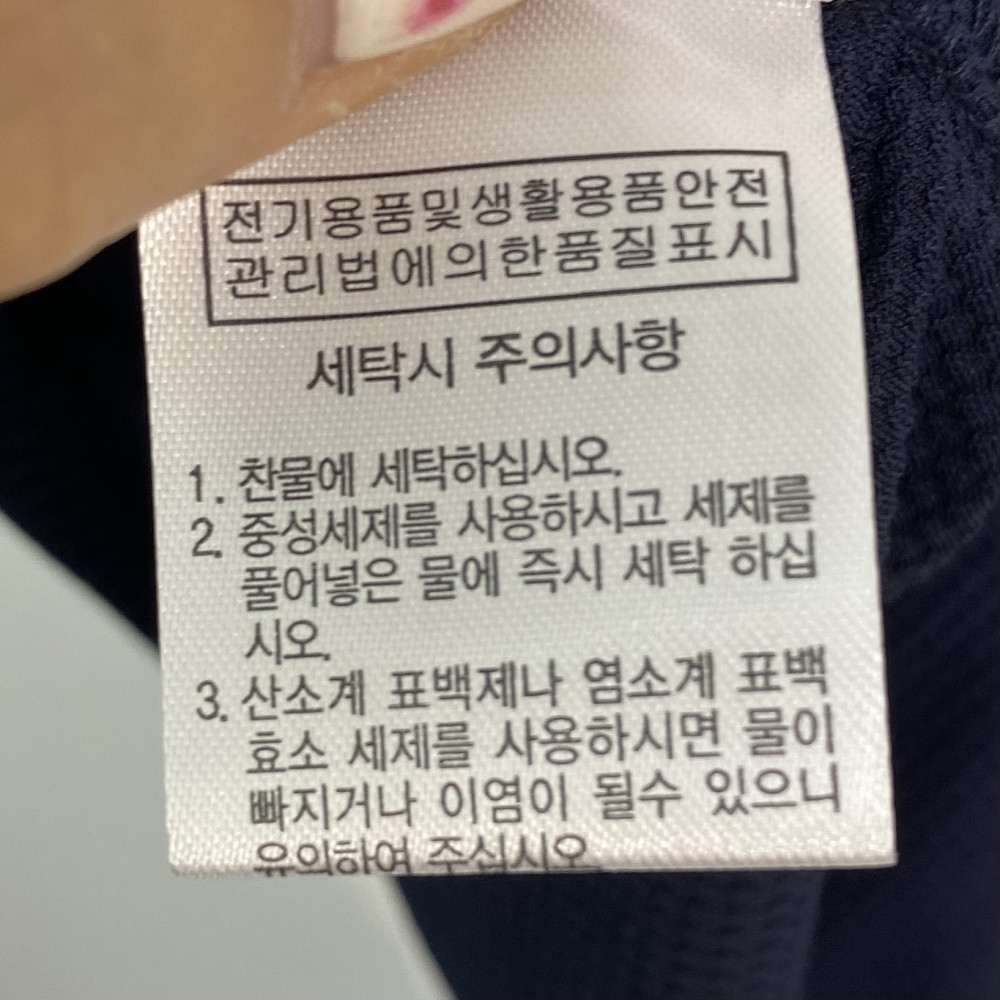 전기용품및생활용품안전
관리법에의한품질표시
세탁시 주의사항
1. 찬물에 세탁하십시오.
2. 중성세제를 사용하시고 세제를
풀어넣은 물에 즉시 세탁 하십
시오.
3. 산소계 표백제나 염소계 표백
효소 세제를 사용하시면 물이
빠지거나 이염이 될수 있으니
유의하여 주십시오.